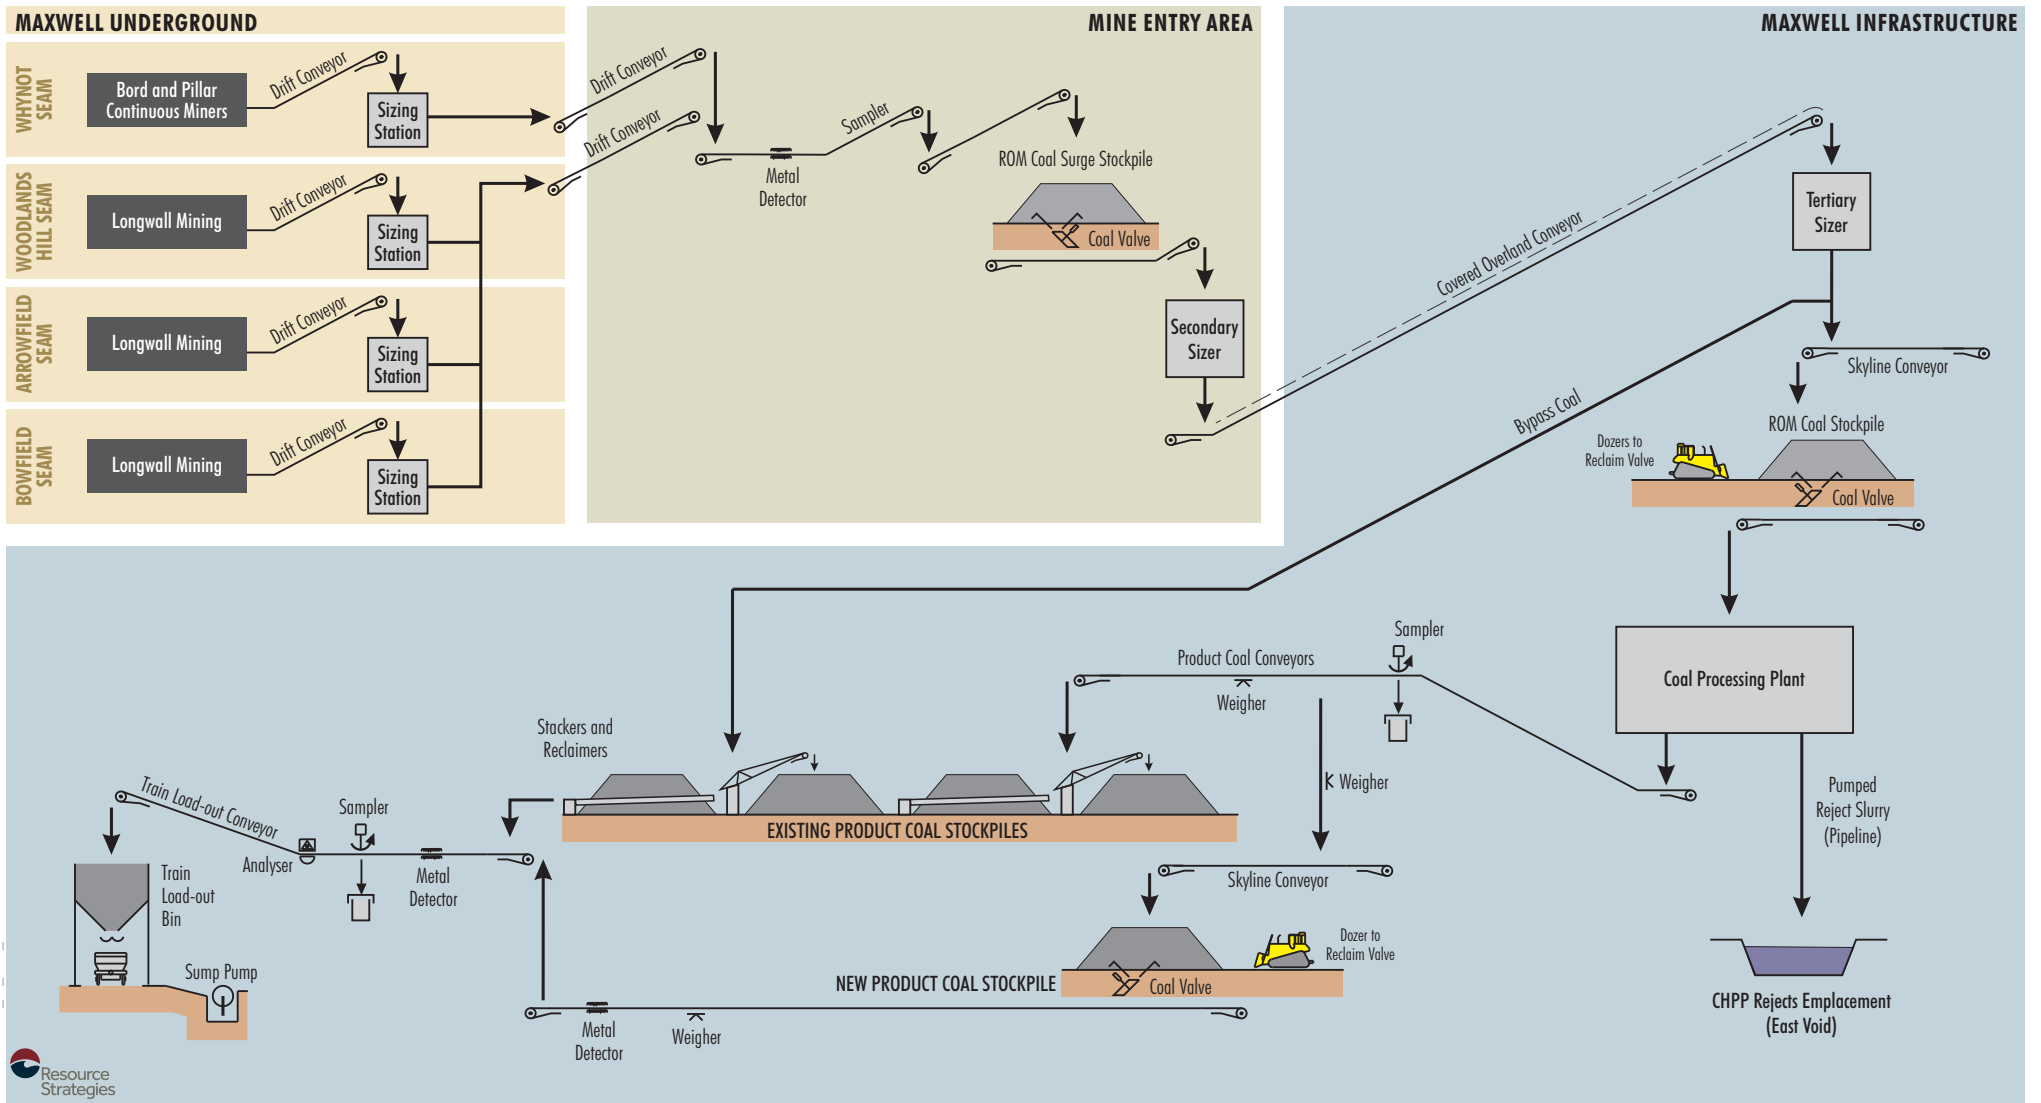 MAXWELL UNDERGROUND
MINE ENTRY AREA
MAXWELL INFRASTRUCTURE
WHYNOT
SEAM
Bord and Pillar
Continuous Miners
Drift Conveyor
Sizing
Station
WOODLANDS
HILL SEAM
Longwall Mining
Drift Conveyor
Sizing
Station
ARROWFIELD
SEAM
Longwall Mining
Drift Conveyor
Sizing
Station
BOWFIELD
SEAM
Longwall Mining
Drift Conveyor
Sizing
Station
Drift Conveyor
Drift Conveyor
Metal
Detector
Sampler
ROM Coal Surge Stockpile
Coal Valve
Secondary
Sizer
Covered Overland Conveyor
Tertiary
Sizer
Bypass Coal
Skyline Conveyor
ROM Coal Stockpile
Dozers to
Reclaim Valve
Coal Valve
Coal Processing Plant
Pumped
Reject Slurry
(Pipeline)
CHPP Rejects Emplacement
(East Void)
Sampler
Product Coal Conveyors
Weigher
Weigher
Stackers and
Reclaimers
EXISTING PRODUCT COAL STOCKPILES
Skyline Conveyor
Dozer to
Reclaim Valve
NEW PRODUCT COAL STOCKPILE
Coal Valve
Train Load-out Conveyor
Sampler
Analyser
Metal
Detector
Train
Load-out
Bin
Sump Pump
Metal
Detector
Weigher
Resource
Strategies